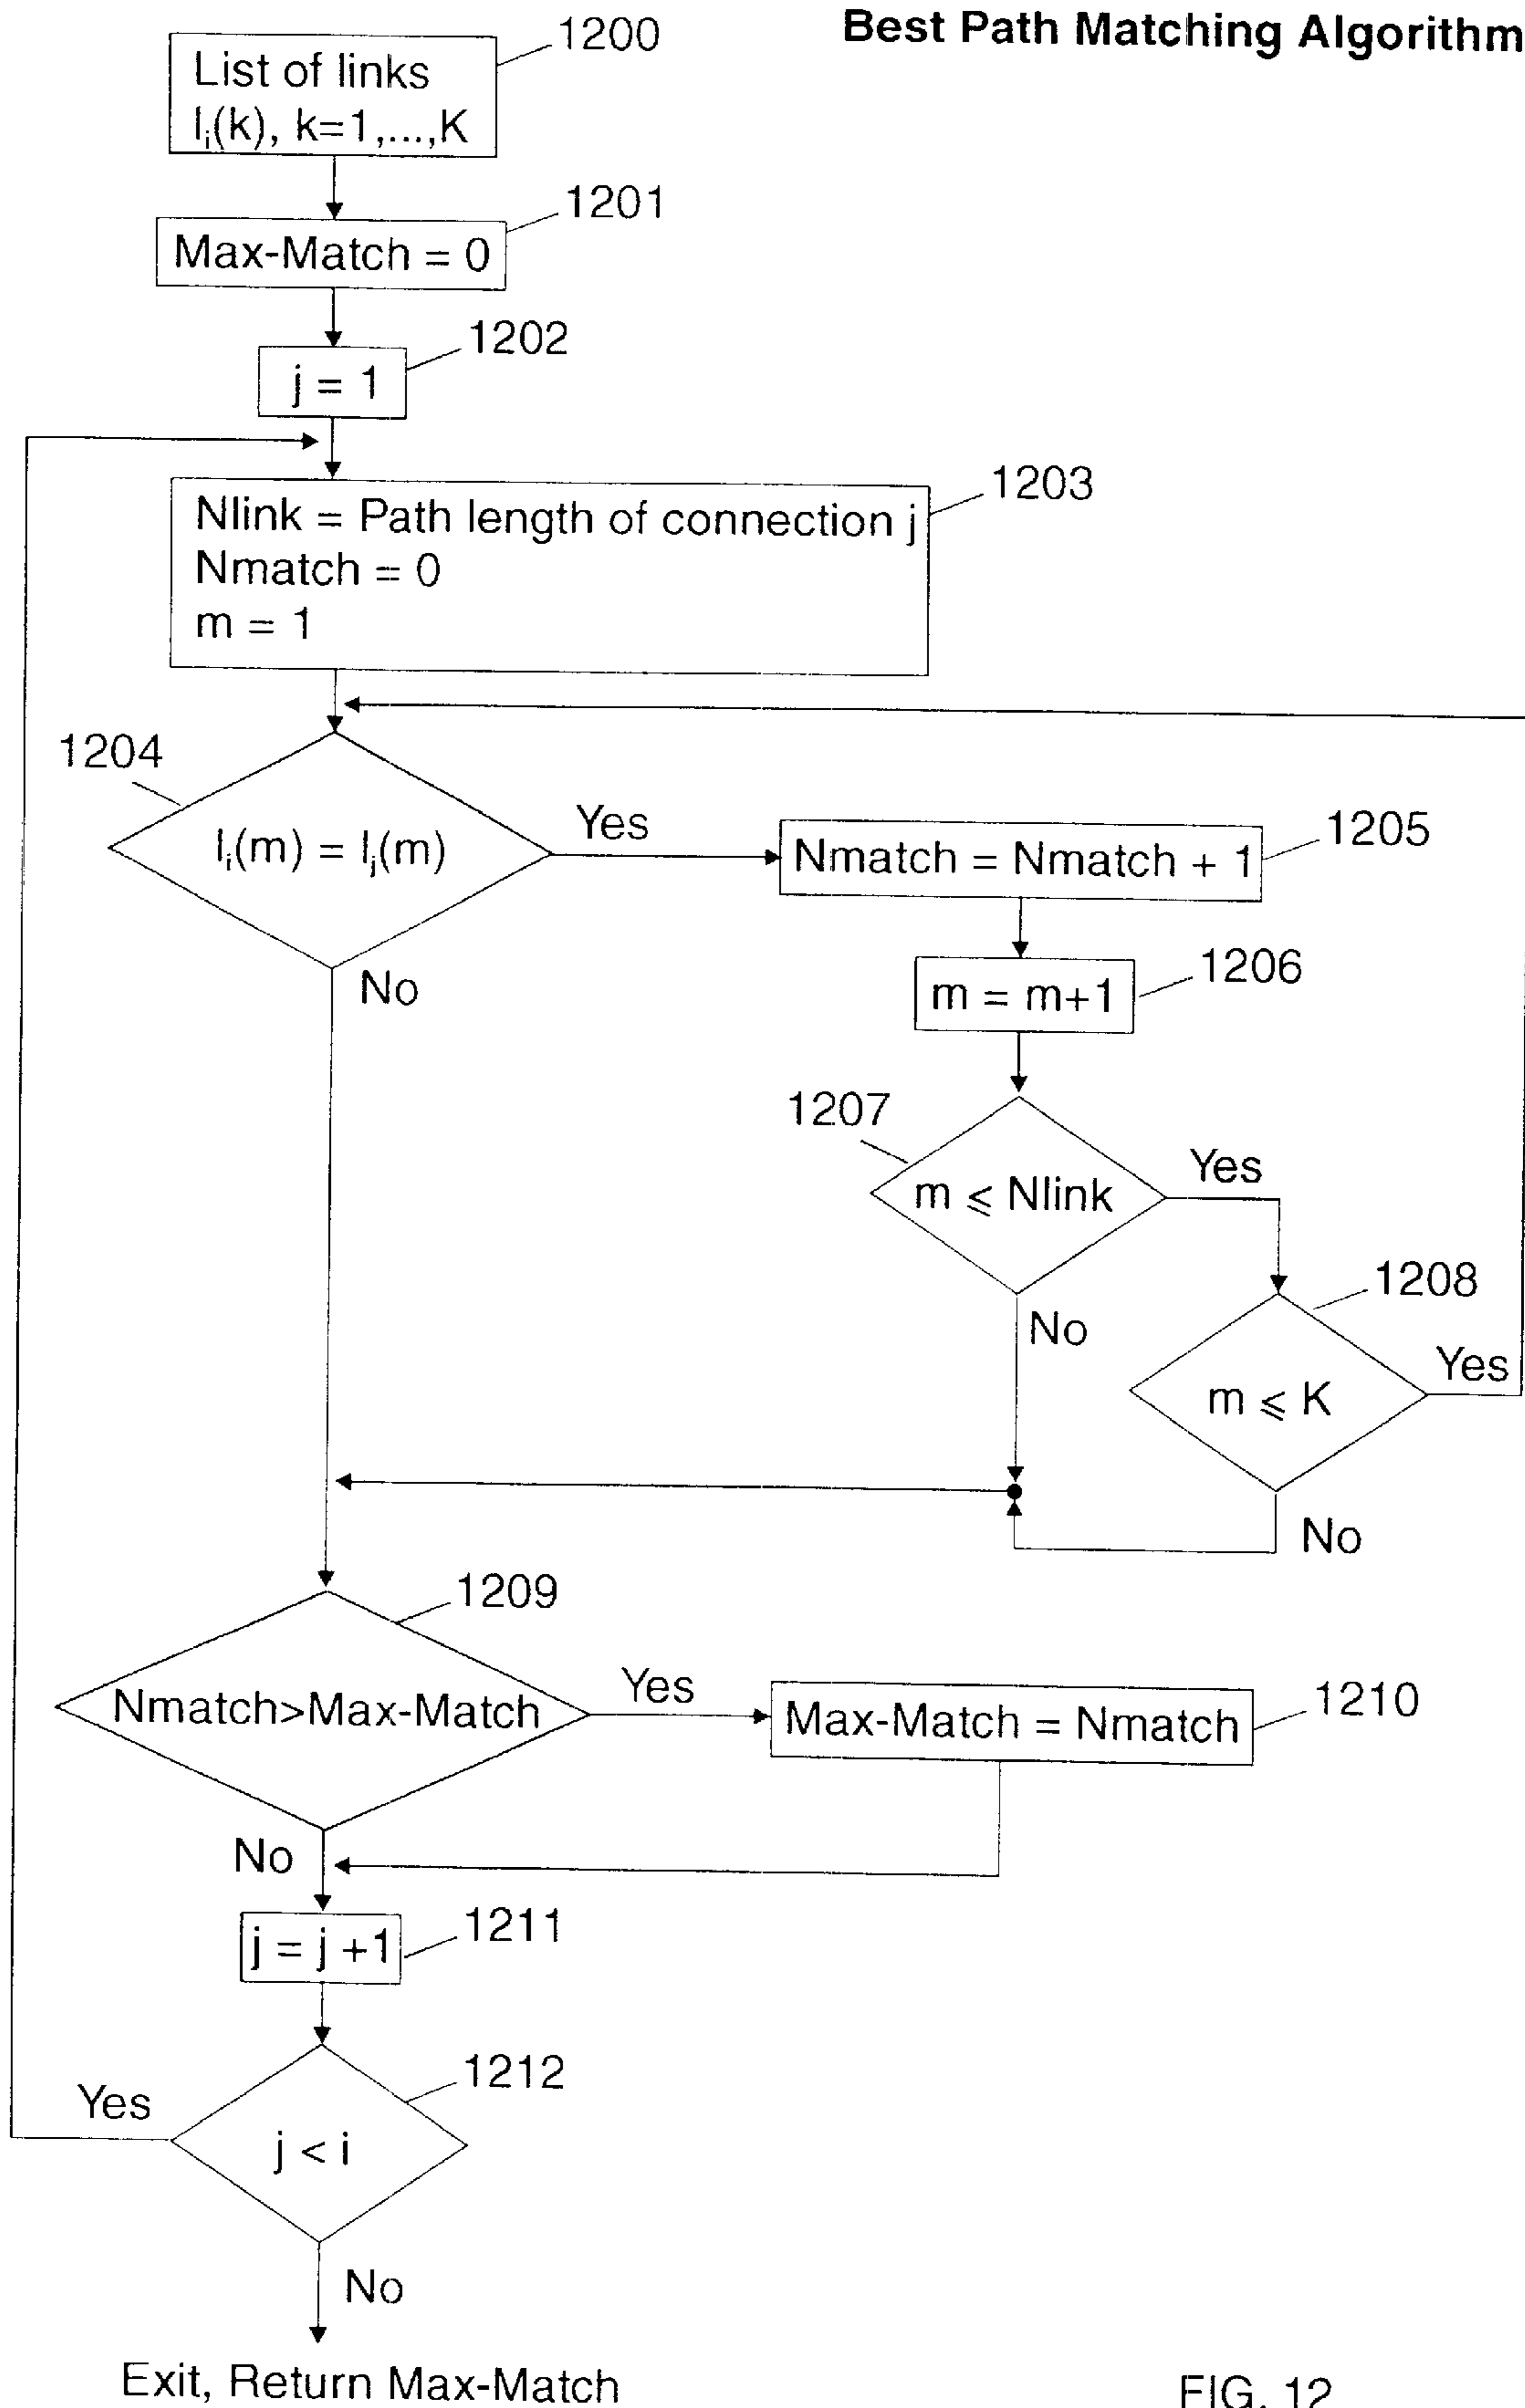 Best Path Matching Algorithm
1200
List of links
lᵢ(k), k=1,...,K
1201
Max-Match = 0
1202
j = 1
1203
Nlink = Path length of connection j
Nmatch = 0
m = 1
1204
lᵢ(m) = lⱼ(m)
Yes
1205
Nmatch = Nmatch + 1
No
1206
m = m+1
1207
m ⩽ Nlink
Yes
1208
No
m ⩽ K
Yes
No
1209
Nmatch>Max-Match
Yes
1210
Max-Match = Nmatch
No
1211
j = j +1
1212
Yes
j < i
No
Exit, Return Max-Match
FIG. 12